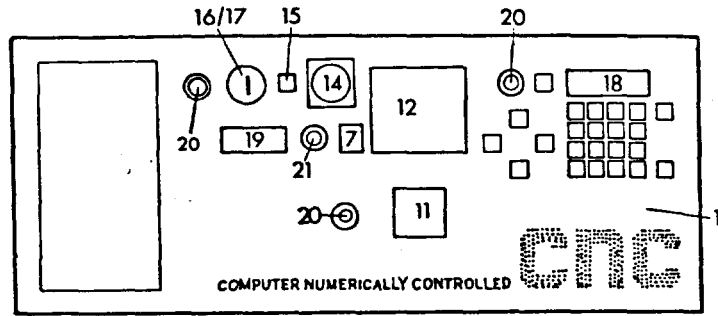 16/17 15 20
20 14 12 18
19 21 7
20 11 1
COMPUTER NUMERICALLY CONTROLLED cnc